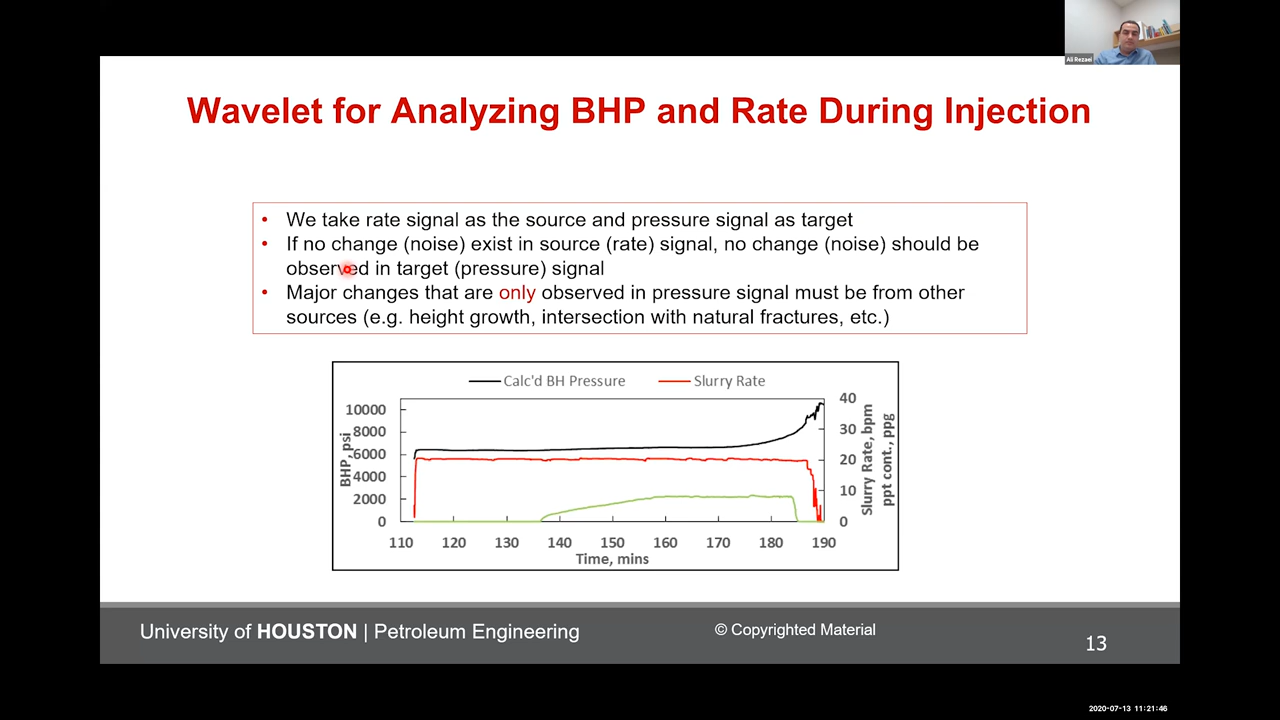 Ali Rezaei
Wavelet for Analyzing BHP and Rate During Injection
• We take rate signal as the source and pressure signal as target
• If no change (noise) exist in source (rate) signal, no change (noise) should be
observed in target (pressure) signal
• Major changes that are only observed in pressure signal must be from other
sources (e.g. height growth, intersection with natural fractures, etc.)
Calc'd BH Pressure
Slurry Rate
BHP, psi
10000
8000
6000
4000
2000
0
40
30
20
10
0
Slurry Rate, bpm
ppt cont., ppg
110 120 130 140 150 160 170 180 190
Time, mins
University of HOUSTON | Petroleum Engineering
© Copyrighted Material
13
2020-07-13 11:21:46